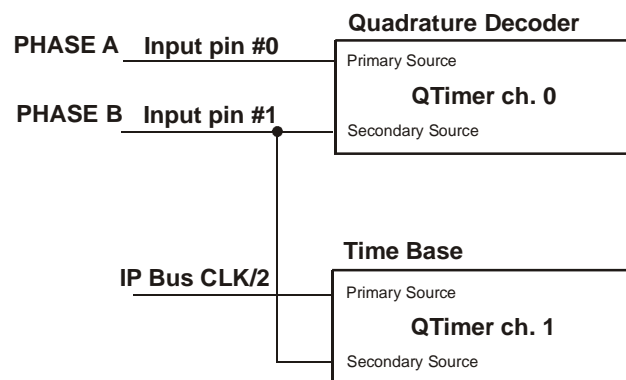 Quadrature Decoder
PHASE A Input pin #0
Primary Source
QTimer ch. 0
PHASE B Input pin #1
Secondary Source
Time Base
IP Bus CLK/2
Primary Source
QTimer ch. 1
Secondary Source